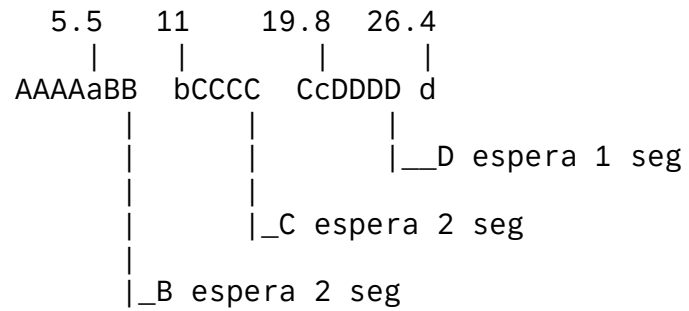 5.5 11 19.8 26.4
| | | |
AAAAaBB bCCCC CcDDDD d
| | |
| | |__D espera 1 seg
| |
| |_C espera 2 seg
|
|_B espera 2 seg